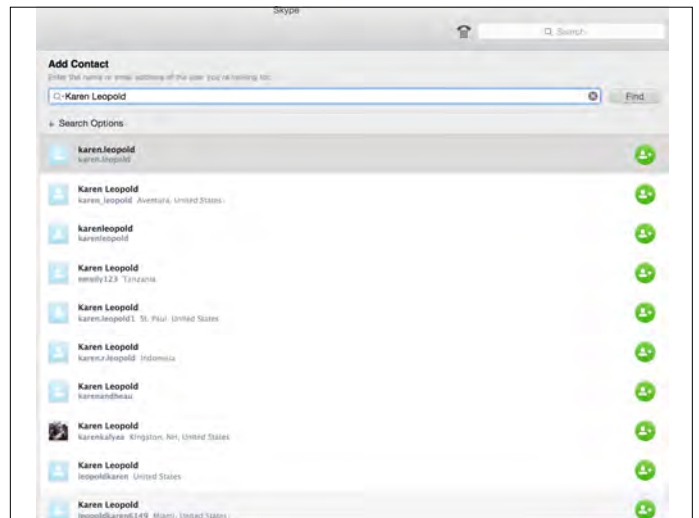 Skype
Search
Add Contact
Enter the name or email address of the user you're looking for.
Karen Leopold
Find
Search Options
karen.leopold
karen.leopold
Karen Leopold
karen_leopold Aventura, United States
karenleopold
karenleopold
Karen Leopold
Tanzania
Karen Leopold
karen.leopold1 St. Paul, United States
Karen Leopold
karen.r.leopold Indonesia
Karen Leopold
karenandbeau
Karen Leopold
karenkalyea Kingston, NH, United States
Karen Leopold
leopoldkaren United States
Karen Leopold
leopoldkaren6149 Miami, United States